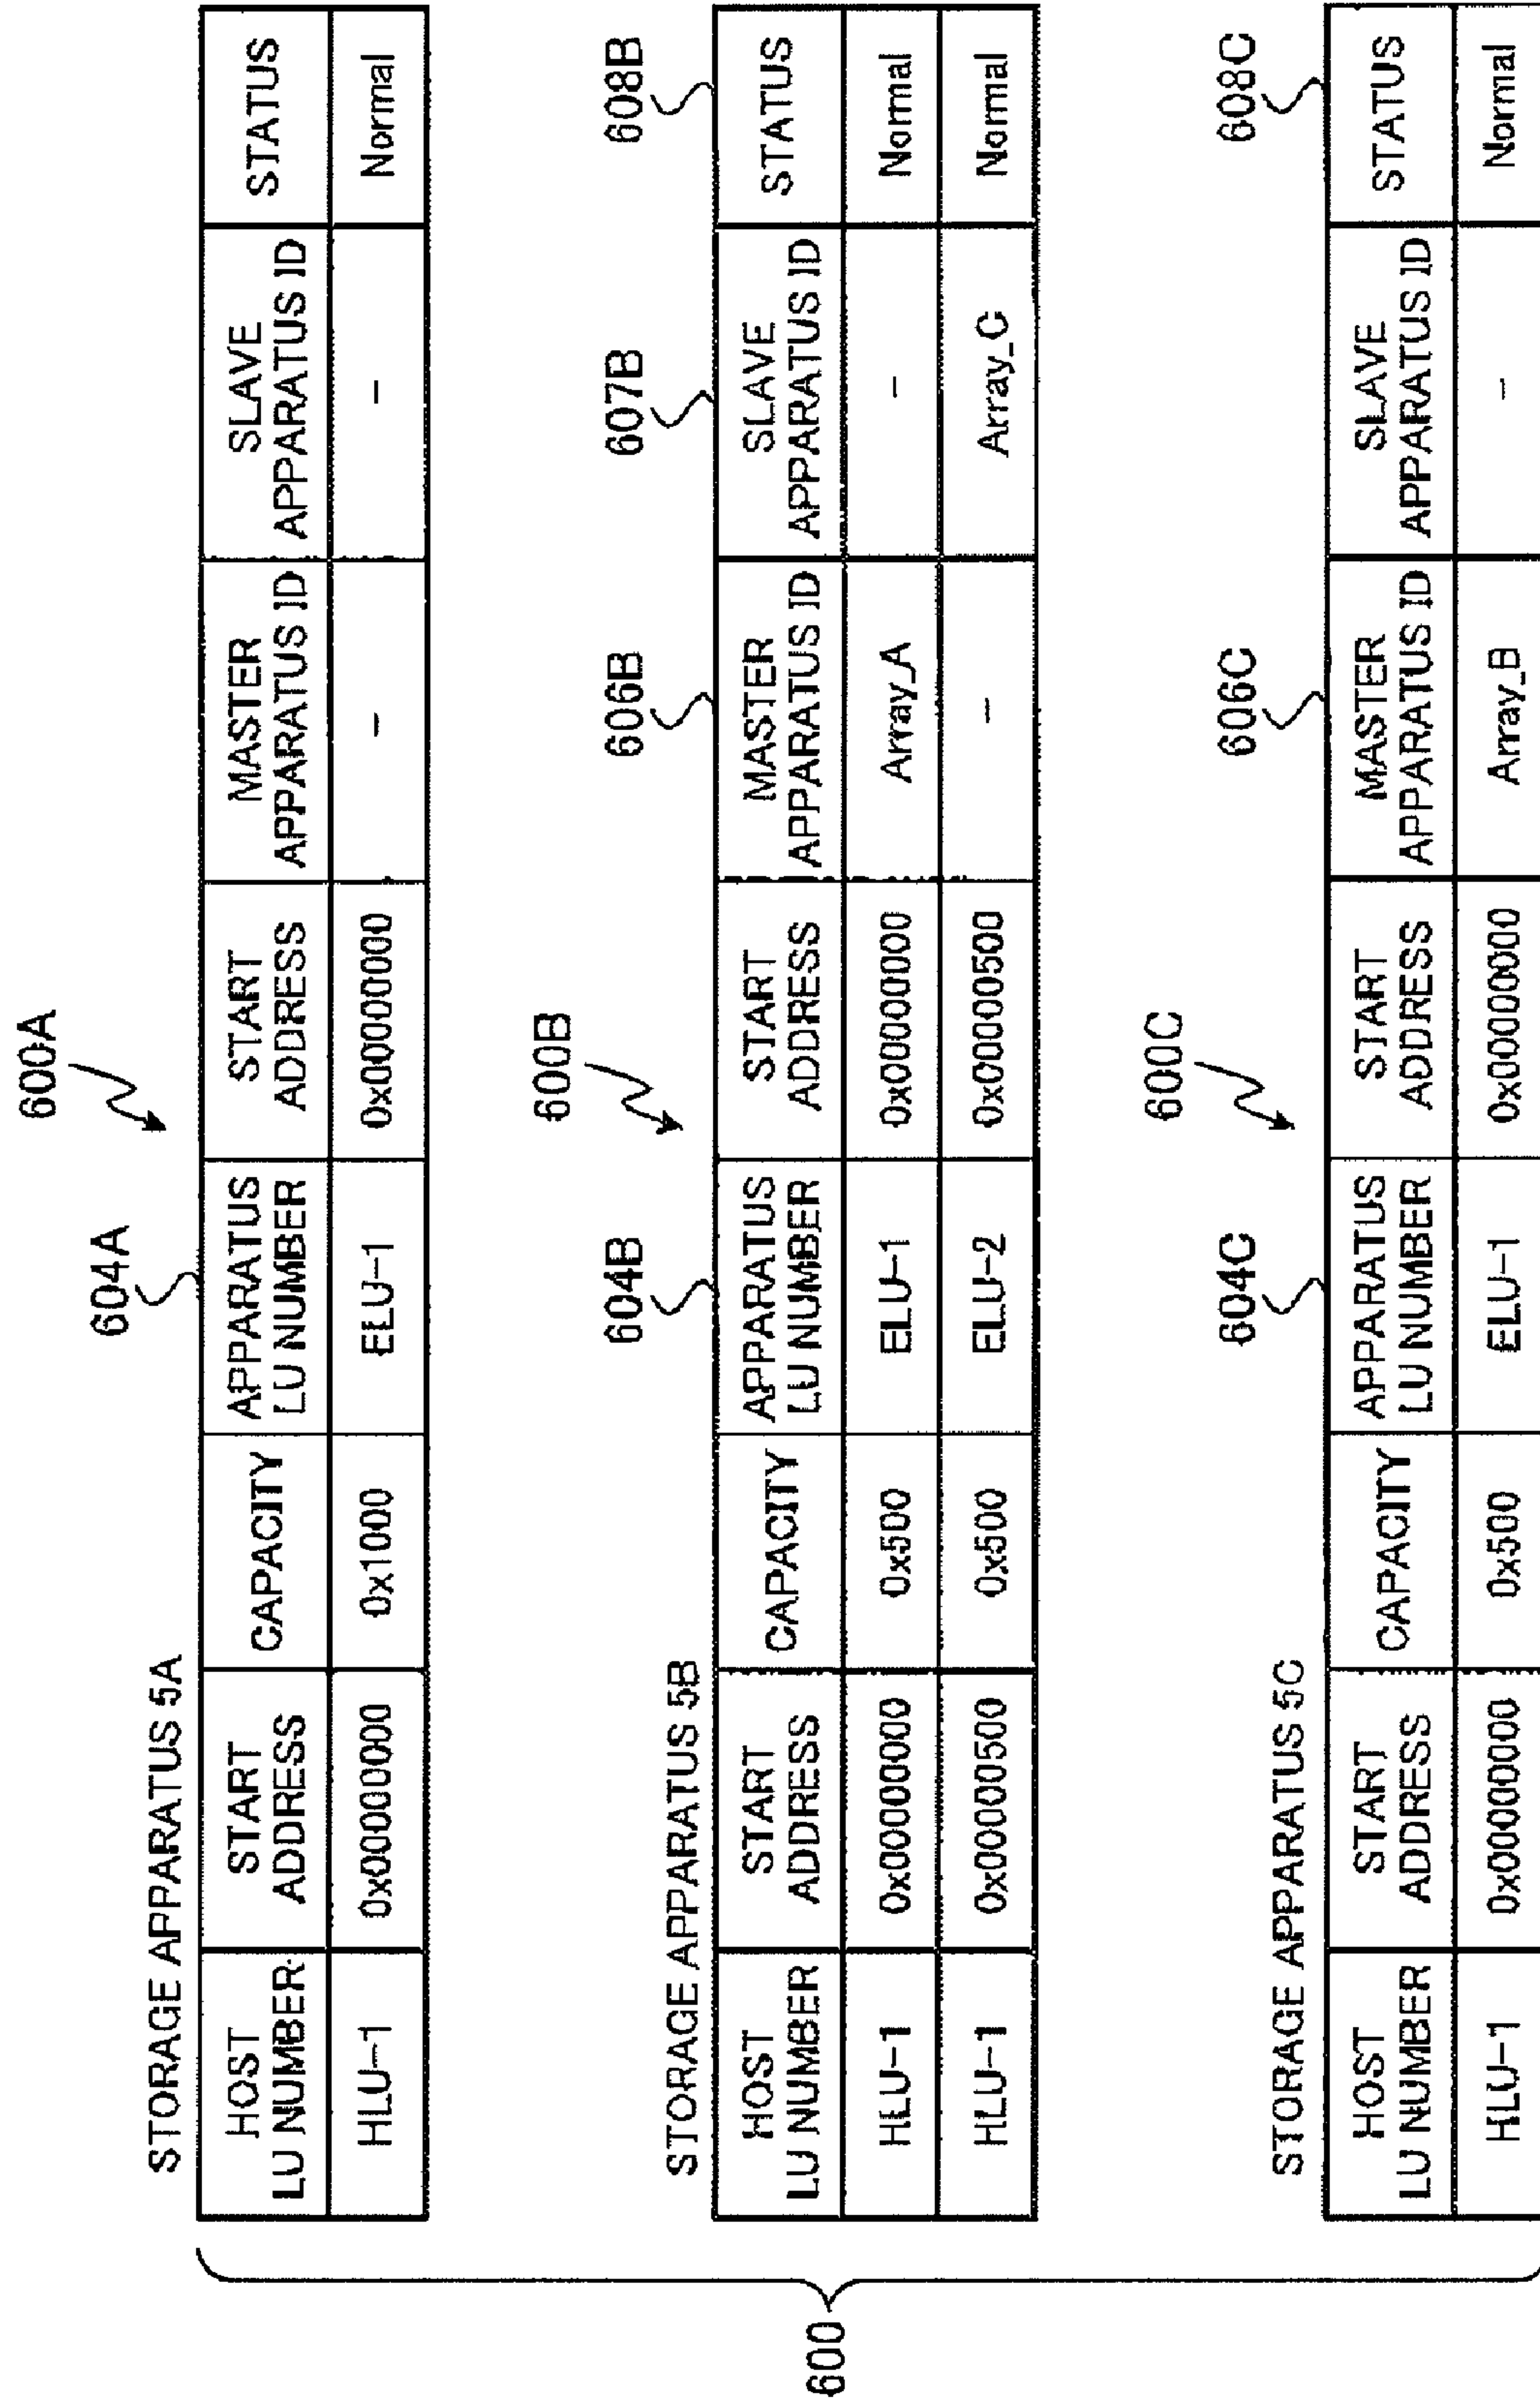 600
600A
STORAGE APPARATUS 5A
604A
HOST LU NUMBER START ADDRESS CAPACITY APPARATUS LU NUMBER START ADDRESS MASTER APPARATUS ID SLAVE APPARATUS ID STATUS
HLU-1 0x00000000 0x1000 ELU-1 0x00000000 - - Normal
600B
STORAGE APPARATUS 5B
604B 606B 607B 608B
HOST LU NUMBER START ADDRESS CAPACITY APPARATUS LU NUMBER START ADDRESS MASTER APPARATUS ID SLAVE APPARATUS ID STATUS
HLU-1 0x00000000 0x500 ELU-1 0x00000000 Array_A - Normal
HLU-1 0x00000500 0x500 ELU-2 0x00000500 - Array_C Normal
600C
STORAGE APPARATUS 5C
604C 606C 608C
HOST LU NUMBER START ADDRESS CAPACITY APPARATUS LU NUMBER START ADDRESS MASTER APPARATUS ID SLAVE APPARATUS ID STATUS
HLU-1 0x00000000 0x500 ELU-1 0x00000000 Array_B - Normal